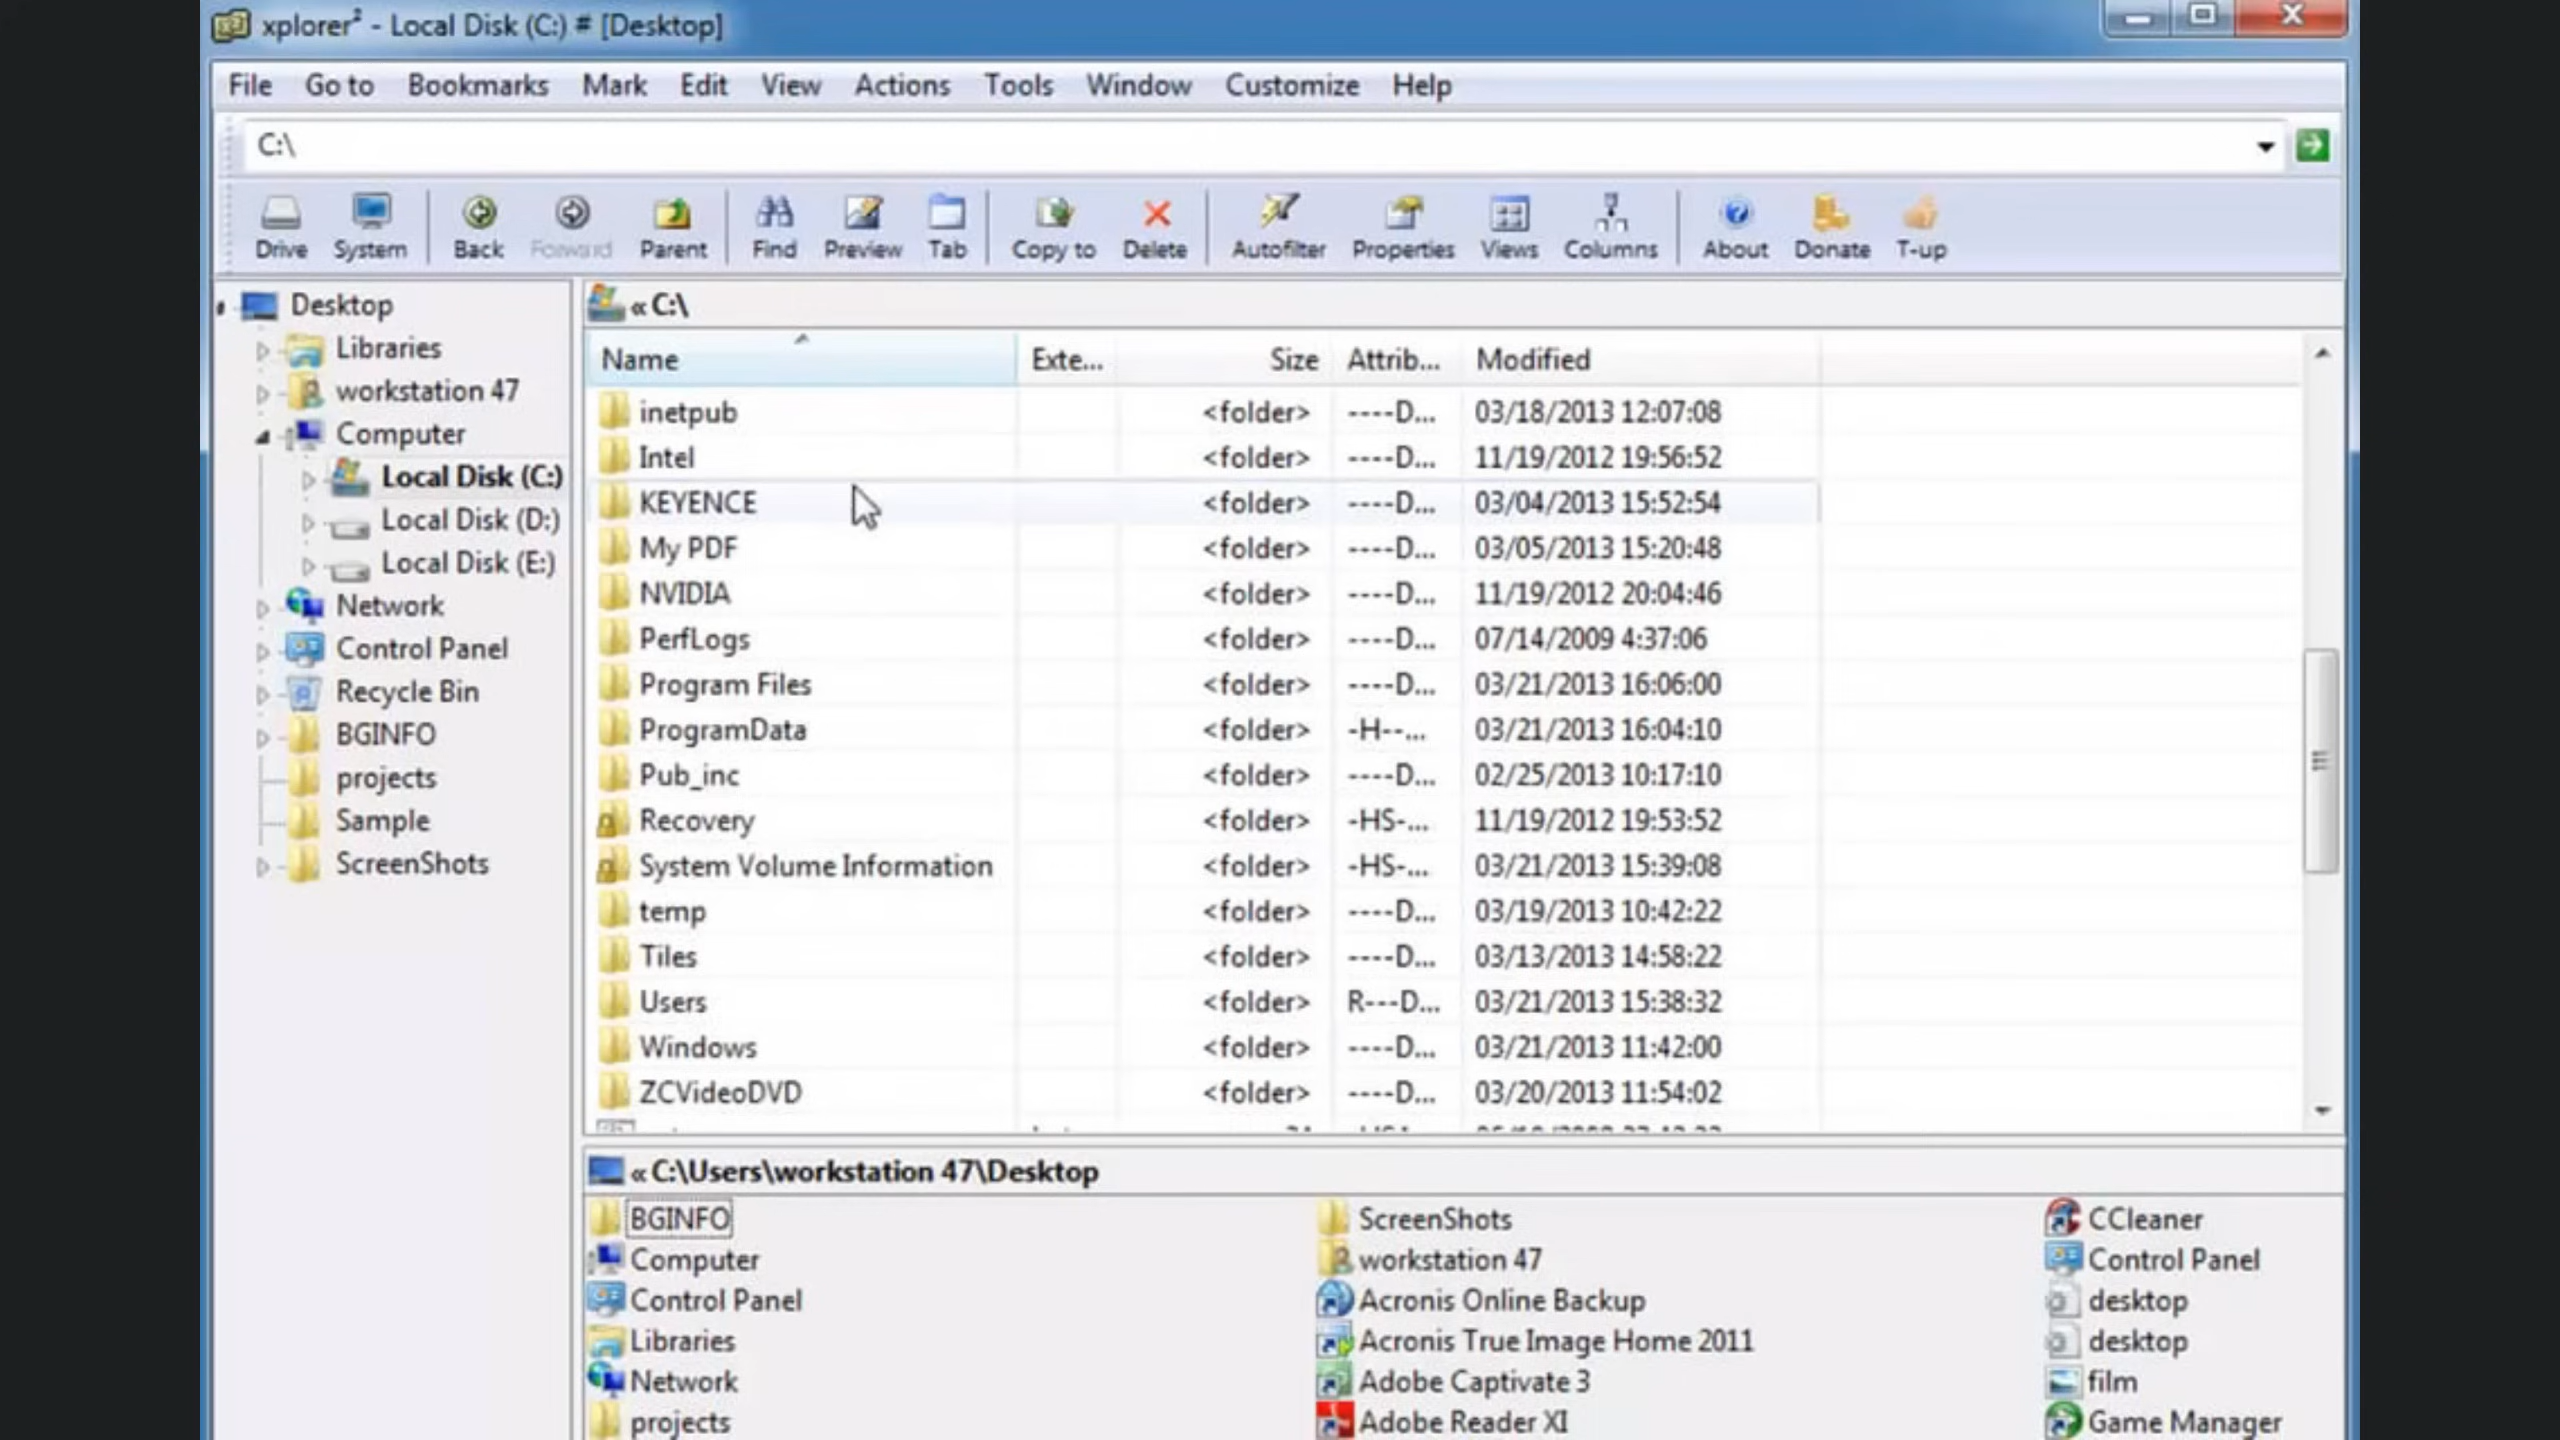 xplorer² - Local Disk (C:) # [Desktop]
File Go to Bookmarks Mark Edit View Actions Tools Window Customize Help
C:\
Drive System Back Forward Parent Find Preview Tab Copy to Delete Autofilter Properties Views Columns About Donate T-up
Desktop
Libraries
workstation 47
Computer
Local Disk (C:)
Local Disk (D:)
Local Disk (E:)
Network
Control Panel
Recycle Bin
BGINFO
projects
Sample
ScreenShots
« C:\
Name Exte... Size Attrib... Modified
inetpub <folder> ----D... 03/18/2013 12:07:08
Intel <folder> ----D... 11/19/2012 19:56:52
KEYENCE <folder> ----D... 03/04/2013 15:52:54
My PDF <folder> ----D... 03/05/2013 15:20:48
NVIDIA <folder> ----D... 11/19/2012 20:04:46
PerfLogs <folder> ----D... 07/14/2009 4:37:06
Program Files <folder> ----D... 03/21/2013 16:06:00
ProgramData <folder> -H--... 03/21/2013 16:04:10
Pub_inc <folder> ----D... 02/25/2013 10:17:10
Recovery <folder> -HS-... 11/19/2012 19:53:52
System Volume Information <folder> -HS-... 03/21/2013 15:39:08
temp <folder> ----D... 03/19/2013 10:42:22
Tiles <folder> ----D... 03/13/2013 14:58:22
Users <folder> R---D... 03/21/2013 15:38:32
Windows <folder> ----D... 03/21/2013 11:42:00
ZCVideoDVD <folder> ----D... 03/20/2013 11:54:02
« C:\Users\workstation 47\Desktop
BGINFO ScreenShots CCleaner
Computer workstation 47 Control Panel
Control Panel Acronis Online Backup desktop
Libraries Acronis True Image Home 2011 desktop
Network Adobe Captivate 3 film
projects Adobe Reader XI Game Manager